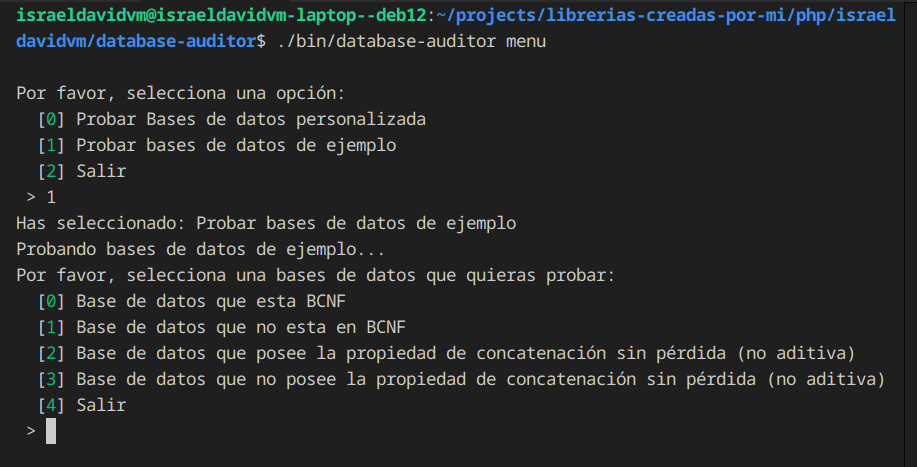 israeldavidvm@israeldavidvm-laptop--deb12:~/projects/librerias-creadas-por-mi/php/israel
davidvm/database-auditor$ ./bin/database-auditor menu
Por favor, selecciona una opción:
[0] Probar Bases de datos personalizada
[1] Probar bases de datos de ejemplo
[2] Salir
> 1
Has seleccionado: Probar bases de datos de ejemplo
Probando bases de datos de ejemplo...
Por favor, selecciona una bases de datos que quieras probar:
[0] Base de datos que esta BCNF
[1] Base de datos que no esta en BCNF
[2] Base de datos que posee la propiedad de concatenación sin pérdida (no aditiva)
[3] Base de datos que no posee la propiedad de concatenación sin pérdida (no aditiva)
[4] Salir
>